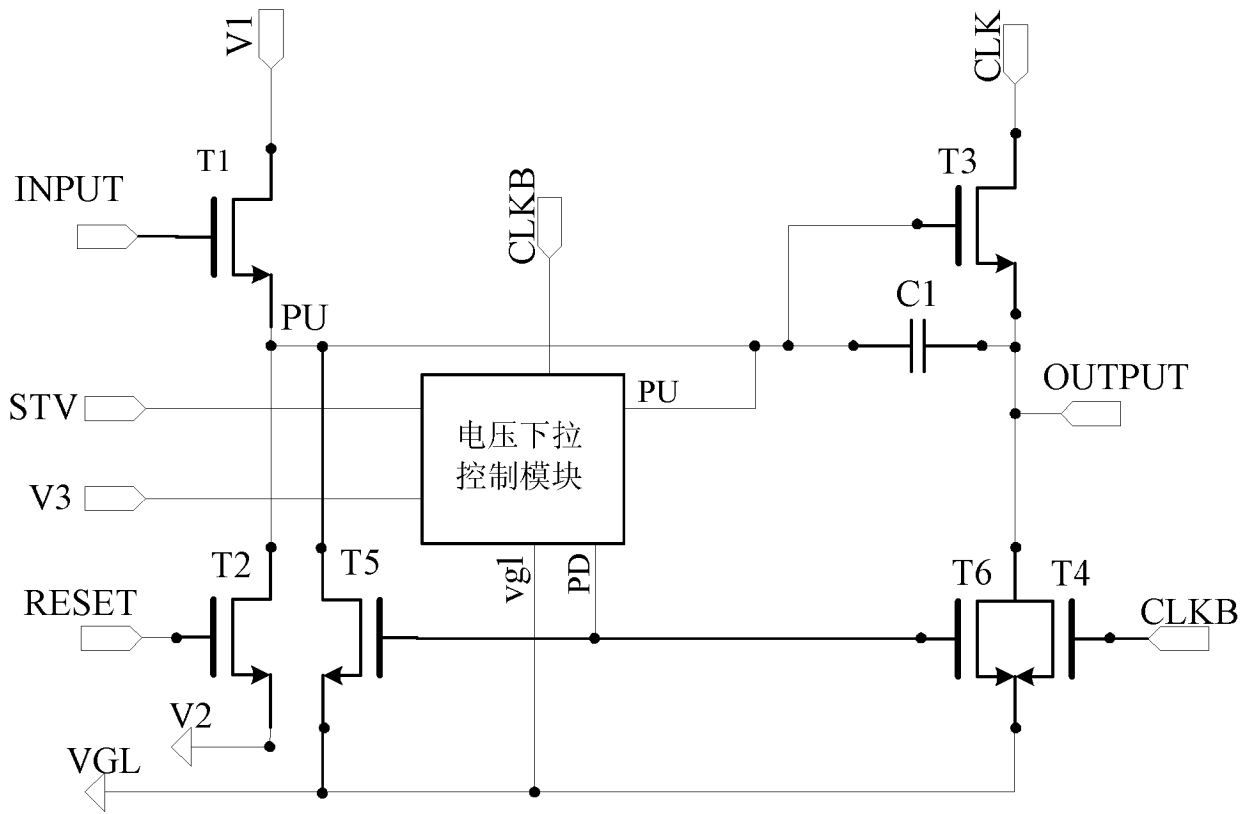 V1
CLK
T1
T3
INPUT
CLKB
C1
PU
STV
PU
OUTPUT
电压下拉
控制模块
V3
T2
T5
vgl
PD
T6
T4
RESET
CLKB
V2
VGL